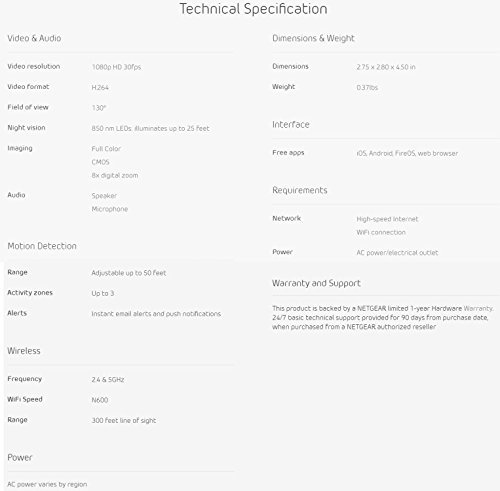 Technical Specification
Video & Audio
Video resolution 1080p HD 30fps
Video format H.264
Field of view 130°
Night vision 850 nm LEDs, illuminates up to 25 feet
Imaging Full Color
CMOS
8x digital zoom
Audio Speaker
Microphone
Motion Detection
Range Adjustable up to 50 feet
Activity zones Up to 3
Alerts Instant email alerts and push notifications
Wireless
Frequency 2.4 & 5GHz
WiFi Speed N600
Range 300 feet line of sight
Power
AC power varies by region
Dimensions & Weight
Dimensions 2.75 x 2.80 x 4.50 in
Weight 0.37lbs
Interface
Free apps iOS, Android, FireOS, web browser
Requirements
Network High-speed Internet
WiFi connection
Power AC power/electrical outlet
Warranty and Support
This product is backed by a NETGEAR limited 1-year Hardware Warranty.
24/7 basic technical support provided for 90 days from purchase date,
when purchased from a NETGEAR authorized reseller